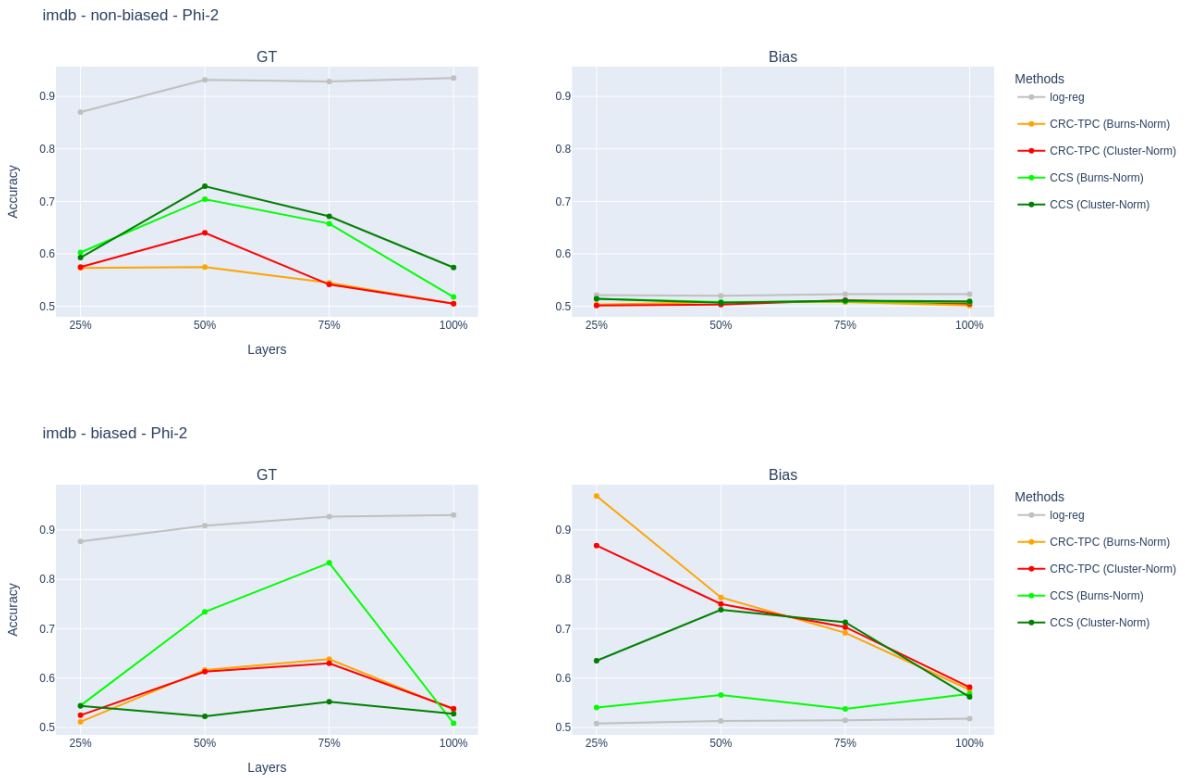 imdb - non-biased - Phi-2
GT
Bias
Methods
log-reg
CRC-TPC (Burns-Norm)
CRC-TPC (Cluster-Norm)
CCS (Burns-Norm)
CCS (Cluster-Norm)
Accuracy
0.9
0.8
0.7
0.6
0.5
25% 50% 75% 100%
Layers
0.9
0.8
0.7
0.6
0.5
25% 50% 75% 100%
imdb - biased - Phi-2
GT
Bias
Methods
log-reg
CRC-TPC (Burns-Norm)
CRC-TPC (Cluster-Norm)
CCS (Burns-Norm)
CCS (Cluster-Norm)
Accuracy
0.9
0.8
0.7
0.6
0.5
25% 50% 75% 100%
Layers
0.9
0.8
0.7
0.6
0.5
25% 50% 75% 100%